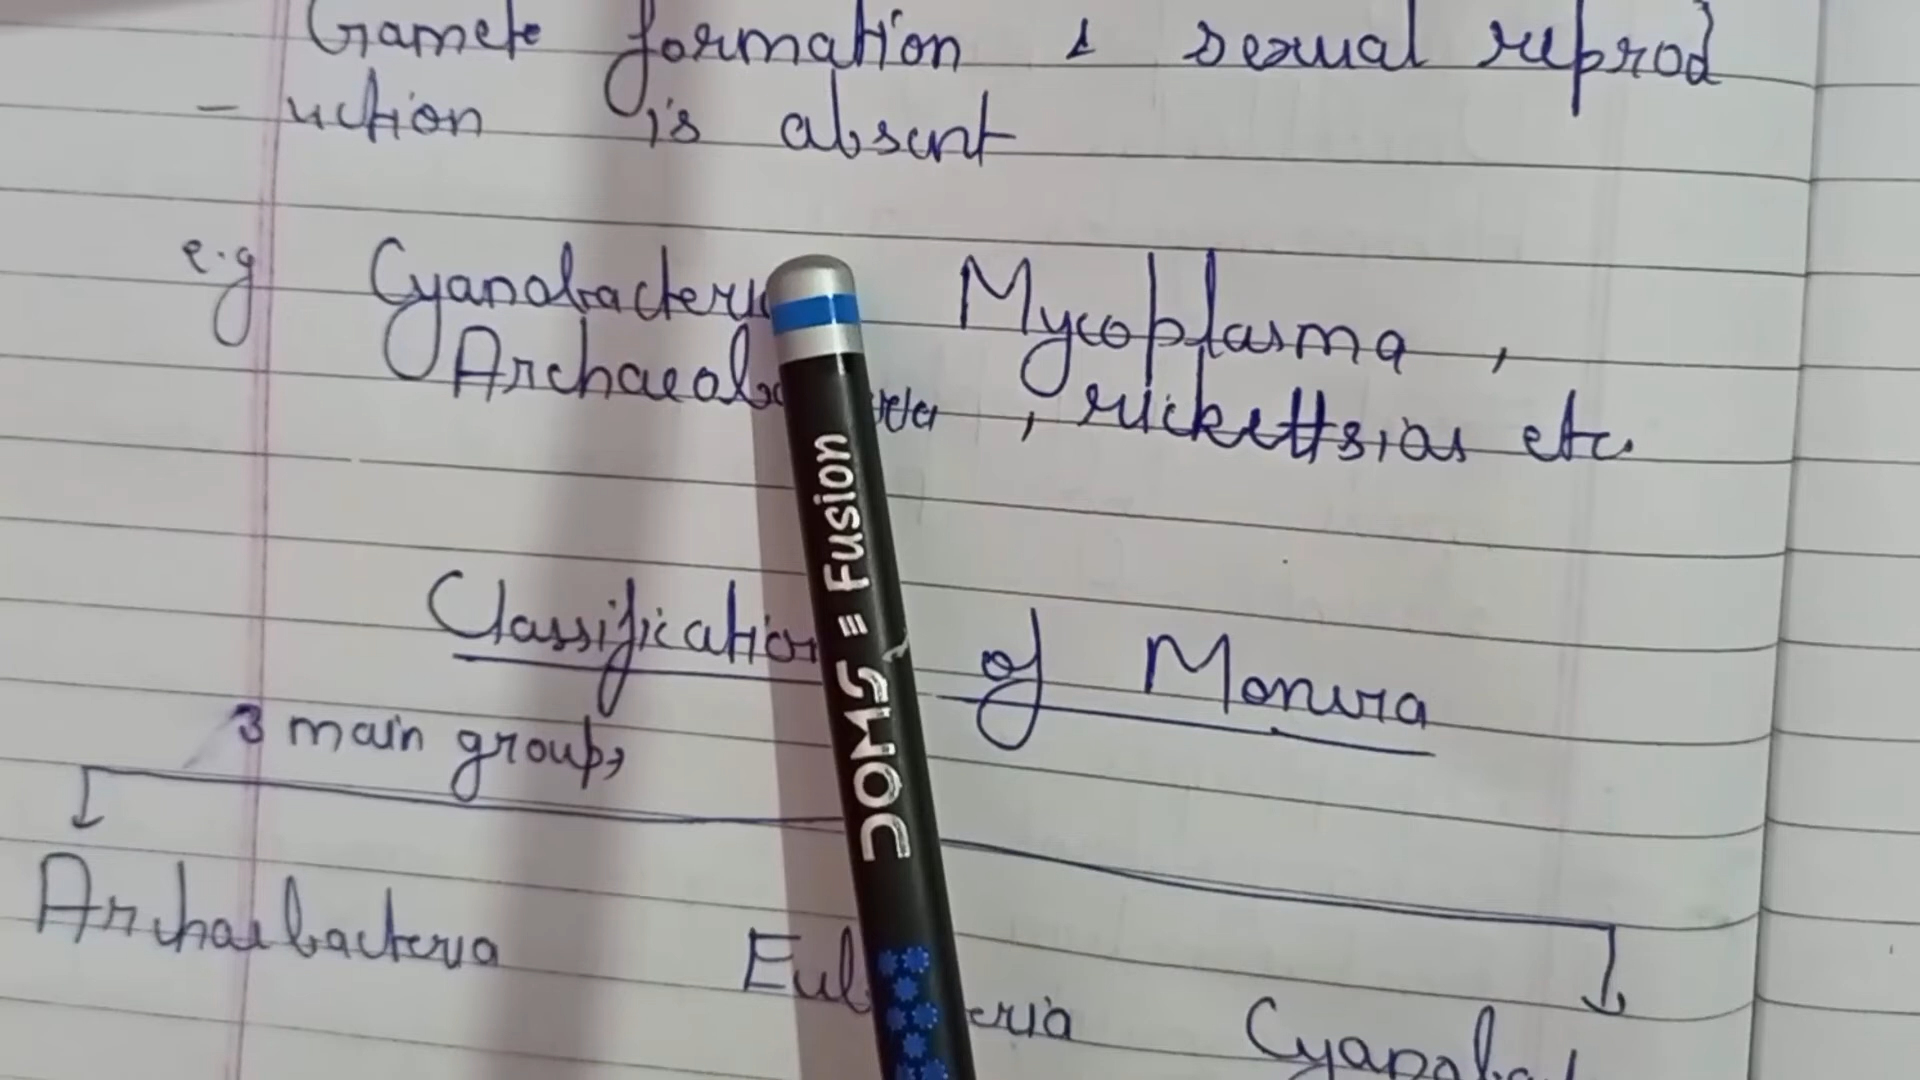 Gamete formation & sexual reprod
- uction is absent
e.g Cyanobacteri Mycoplasma ,
Archaeob , rickettsias etc.
Classification of Monera
3 main groups
Archaebacteria
Eu eria Cyanobact
DOMS Fusion